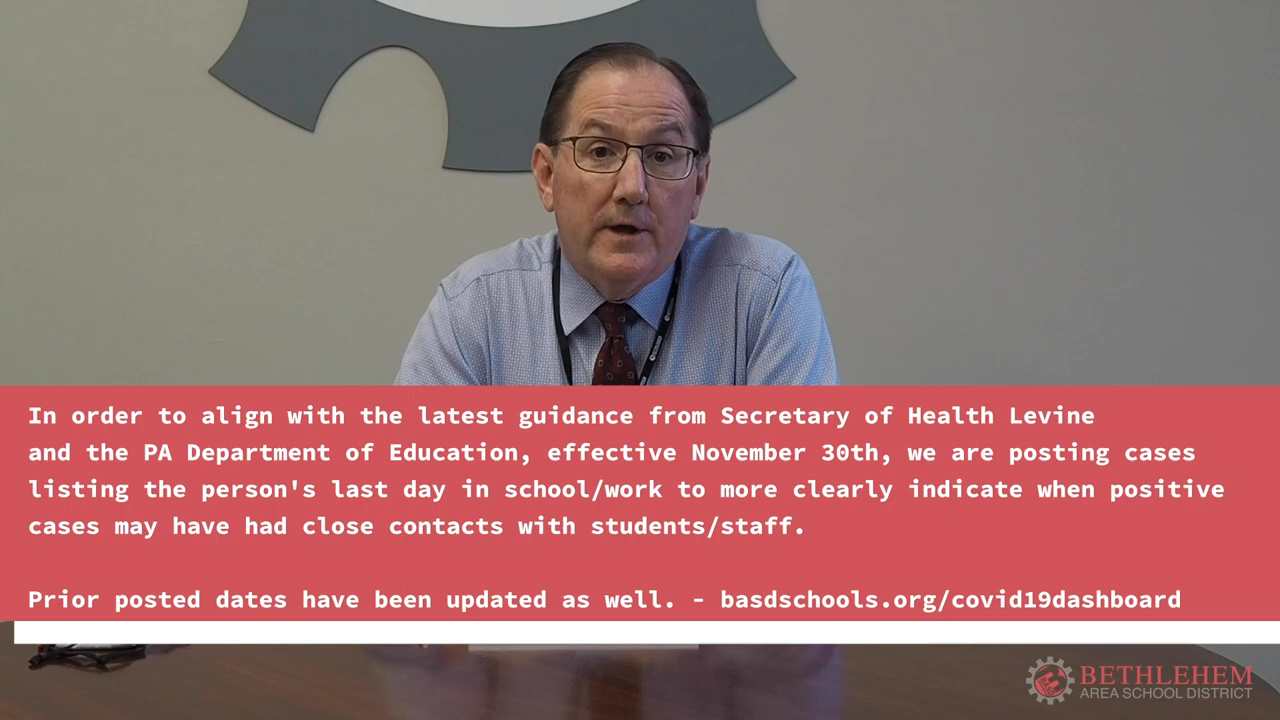 In order to align with the latest guidance from Secretary of Health Levine
and the PA Department of Education, effective November 30th, we are posting cases
listing the person's last day in school/work to more clearly indicate when positive
cases may have had close contacts with students/staff.
Prior posted dates have been updated as well. - basdschools.org/covid19dashboard
BETHLEHEM
AREA SCHOOL DISTRICT